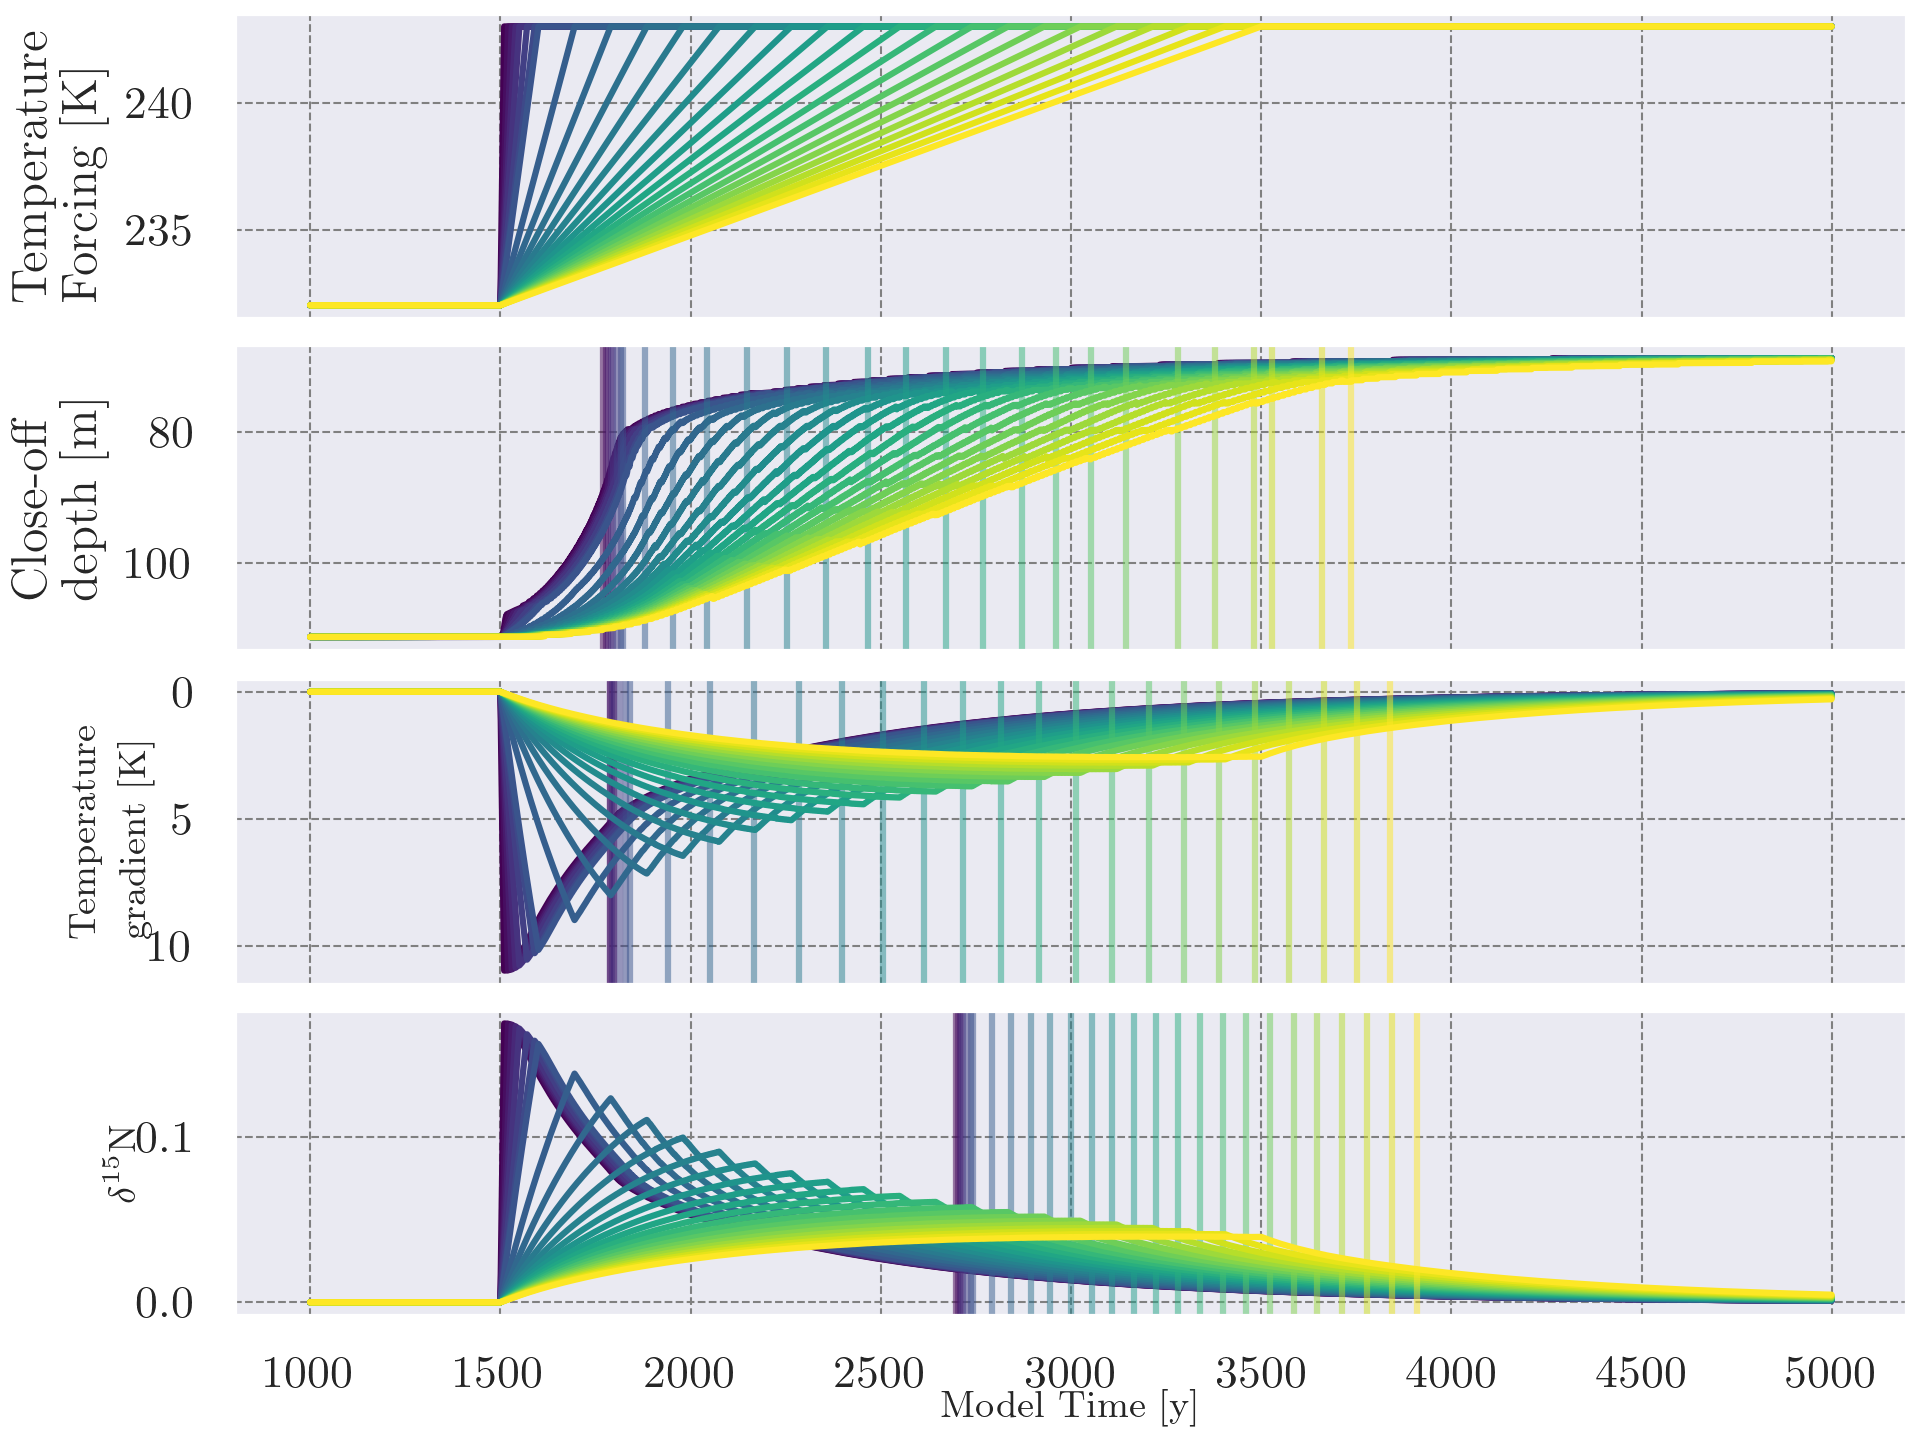 Temperature
Forcing [K]
240
235
Close-off
depth [m]
80
100
Temperature
gradient [K]
0
5
10
δ¹⁵N
0.1
0.0
1000 1500 2000 2500 3000 3500 4000 4500 5000
Model Time [y]